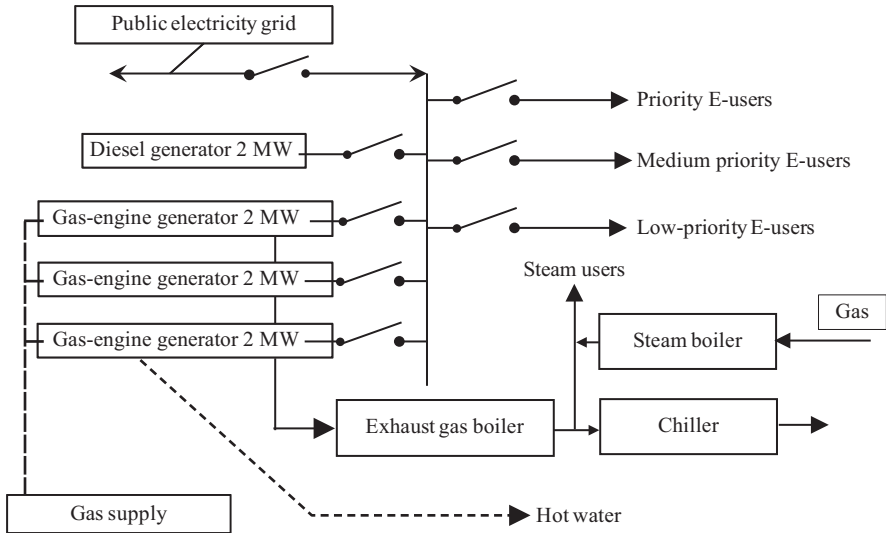 Public electricity grid
Priority E-users
Diesel generator 2 MW
Medium priority E-users
Gas-engine generator 2 MW
Low-priority E-users
Gas-engine generator 2 MW
Steam users
Gas
Gas-engine generator 2 MW
Steam boiler
Exhaust gas boiler
Chiller
Gas supply
Hot water